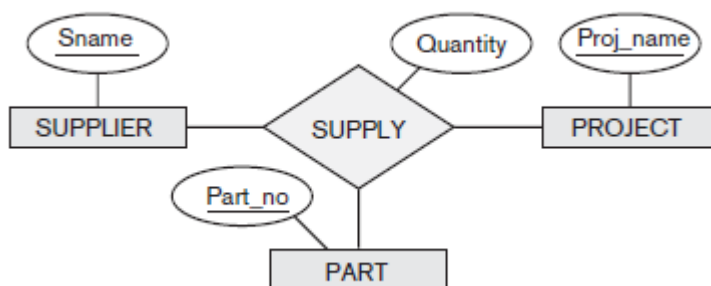 Sname
Quantity
Proj_name
SUPPLIER
SUPPLY
PROJECT
Part_no
PART